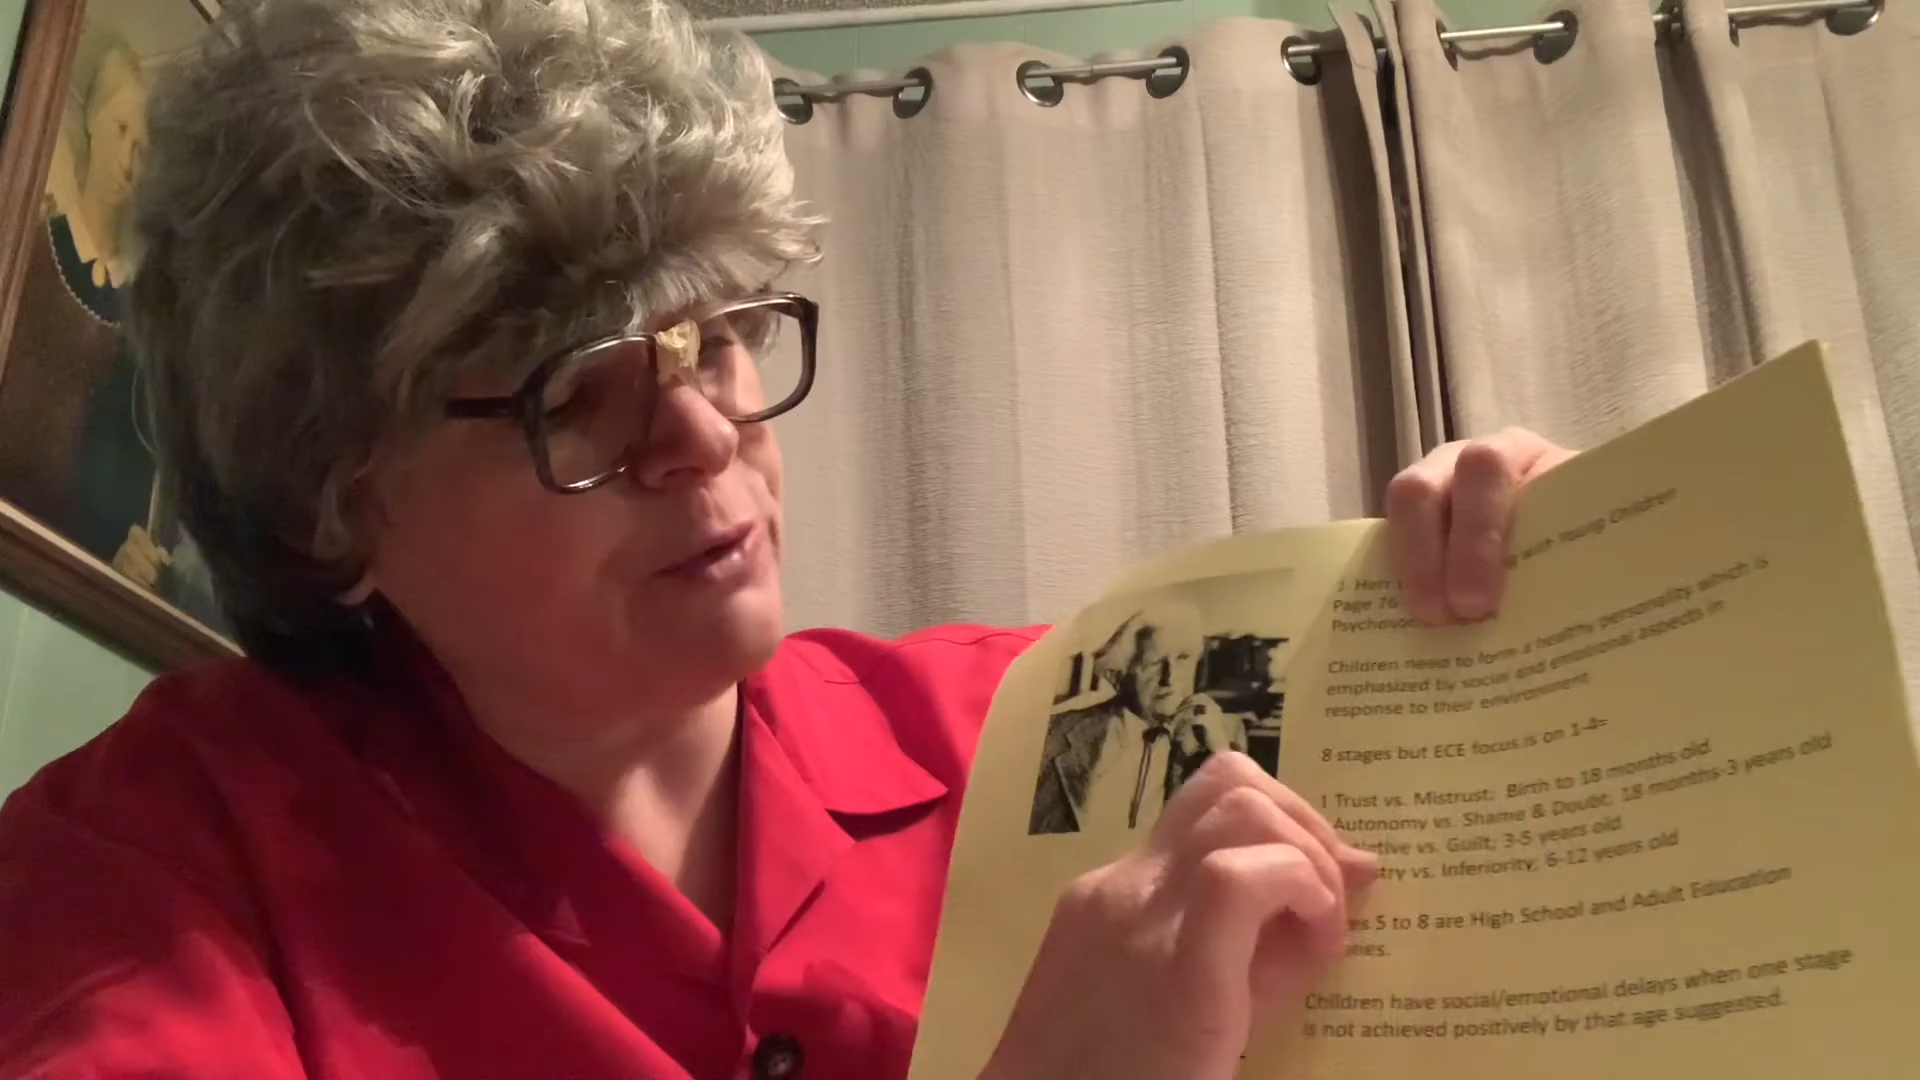 with Young Children
J. Herr
Page 76
Children need to form a healthy personality which is
emphasized by social and emotional aspects in
response to their environment
8 stages but ECE focus is on 1-4=
1 Trust vs. Mistrust; Birth to 18 months old
Autonomy vs. Shame & Doubt; 18 months-3 years old
vs. Guilt; 3-5 years old
vs. Inferiority; 6-12 years old
5 to 8 are High School and Adult Education
Children have social/emotional delays when one stage
is not achieved positively by that age suggested.